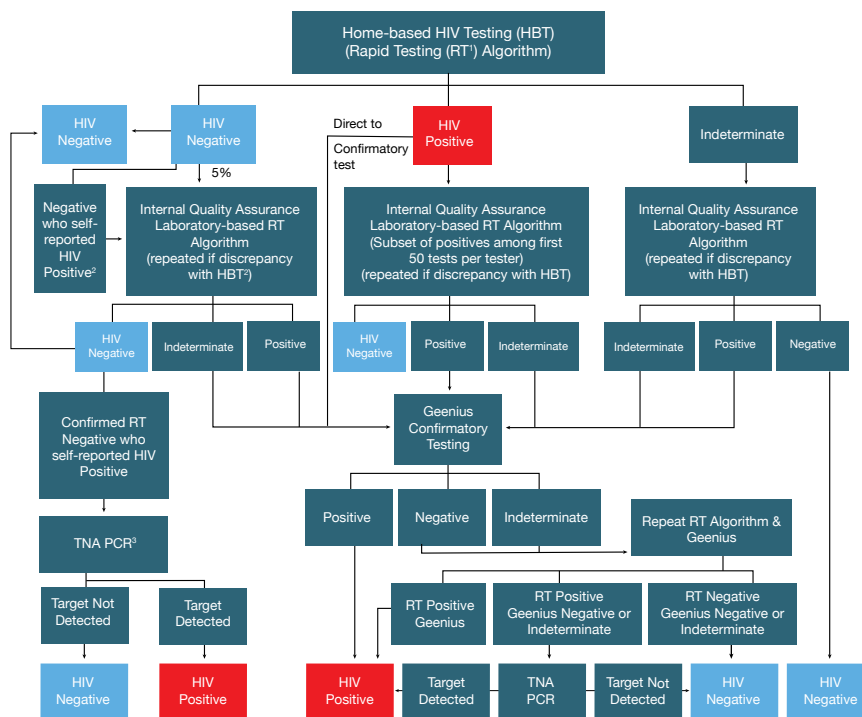 Home-based HIV Testing (HBT)
(Rapid Testing (RT¹) Algorithm)
HIV
Negative
HIV
Negative
Direct to
Confirmatory
test
HIV
Positive
Indeterminate
5%
Negative
who self-
reported
HIV
Positive²
Internal Quality Assurance
Laboratory-based RT
Algorithm
(repeated if discrepancy
with HBT²)
Internal Quality Assurance
Laboratory-based RT Algorithm
(Subset of positives among first
50 tests per tester)
(repeated if discrepancy with HBT)
Internal Quality Assurance
Laboratory-based RT
Algorithm
(repeated if discrepancy
with HBT)
HIV
Negative
Indeterminate
Positive
HIV
Negative
Positive
Indeterminate
Indeterminate
Positive
Negative
Confirmed RT
Negative who
self-reported HIV
Positive
Geenius
Confirmatory
Testing
Positive
Negative
Indeterminate
Repeat RT Algorithm &
Geenius
TNA PCR³
Target Not
Detected
Target
Detected
RT Positive
Geenius
RT Positive
Geenius Negative or
Indeterminate
RT Negative
Geenius Negative or
Indeterminate
HIV
Negative
HIV
Positive
HIV
Positive
Target
Detected
TNA
PCR
Target Not
Detected
HIV
Negative
HIV
Negative